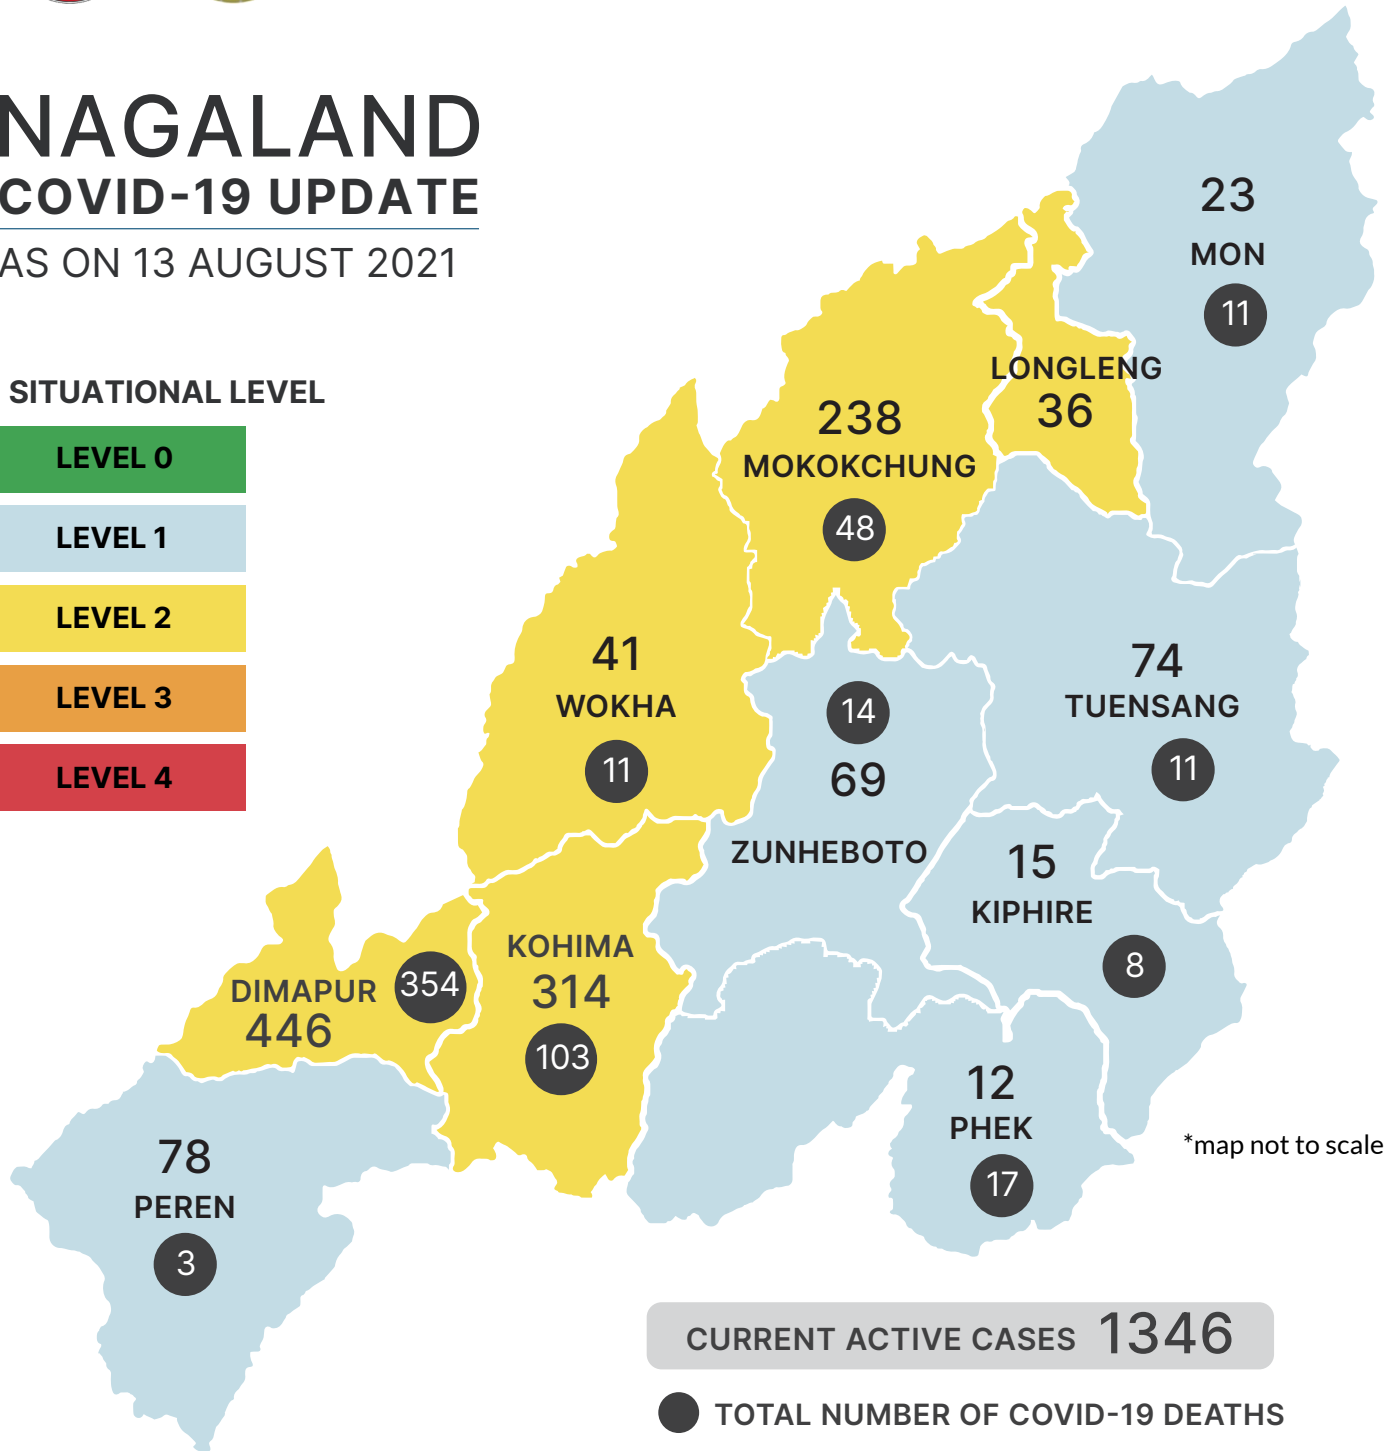 NAGALAND
COVID-19 UPDATE
AS ON 13 AUGUST 2021
SITUATIONAL LEVEL
LEVEL 0
LEVEL 1
LEVEL 2
LEVEL 3
LEVEL 4
23
MON
11
LONGLENG
36
238
MOKOKCHUNG
48
41
WOKHA
11
14
69
ZUNHEBOTO
74
TUENSANG
11
15
KIPHIRE
8
KOHIMA
314
103
DIMAPUR
446
354
12
PHEK
17
78
PEREN
3
*map not to scale
CURRENT ACTIVE CASES 1346
TOTAL NUMBER OF COVID-19 DEATHS